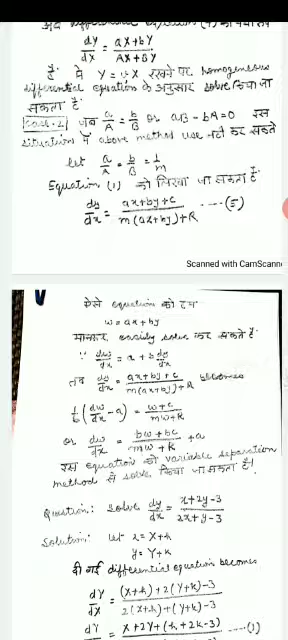 dY/dX = aX+bY / AX+BY
है में Y = vX रखने पर homogeneous
differential equation के अनुसार solve किया जा
सकता है
Case-2 जब a/A = b/B or aB-bA=0 इस
situation में above method use नहीं कर सकते
let a/A = b/B = 1/m
Equation (1) को लिखा जा सकता है
dy/dx = ax+by+c / m(ax+by)+k ----(5)
Scanned with CamScann
ऐसे equation को हम
w = ax+by
मानकर easily solve कर सकते है
∵ dw/dx = a + b dy/dx
तब dy/dx = ax+by+c / m(ax+by)+k becomes
1/b (dw/dx - a) = w+c / mw+k
or dw/dx = bw+bc / mw+k + a
इस equation को variable separation
method से solve किया जा सकता है।
Question: solve dy/dx = x+2y-3 / 2x+y-3
Solution: let x = X+h
y = Y+k
दी गई differential equation becomes
dY/dX = (X+h)+2(Y+k)-3 / 2(X+h)+(Y+k)-3
dY = X+2Y+(h+2k-3) ----(1)